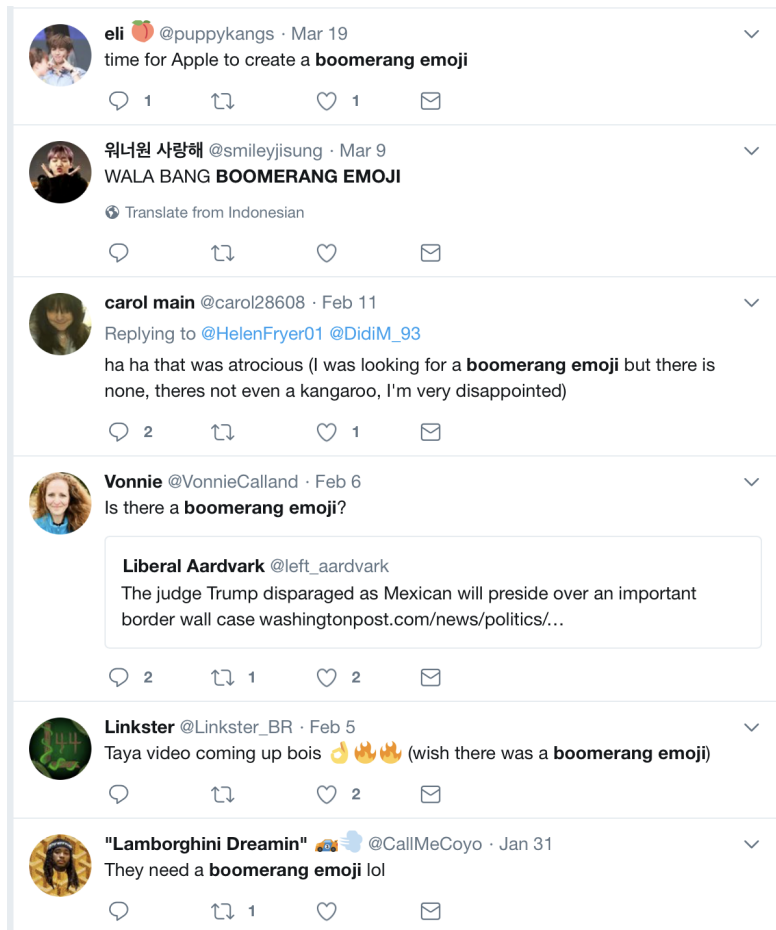 eli 🍑 @puppykangs · Mar 19
time for Apple to create a boomerang emoji
1 1
워너원 사랑해 @smileyjisung · Mar 9
WALA BANG BOOMERANG EMOJI
Translate from Indonesian
carol main @carol28608 · Feb 11
Replying to @HelenFryer01 @DidiM_93
ha ha that was atrocious (I was looking for a boomerang emoji but there is
none, theres not even a kangaroo, I'm very disappointed)
2 1
Vonnie @VonnieCalland · Feb 6
Is there a boomerang emoji?
Liberal Aardvark @left_aardvark
The judge Trump disparaged as Mexican will preside over an important
border wall case washingtonpost.com/news/politics/…
2 1 2
Linkster @Linkster_BR · Feb 5
Taya video coming up bois 👌🔥🔥 (wish there was a boomerang emoji)
2
"Lamborghini Dreamin" 🏎💨 @CallMeCoyo · Jan 31
They need a boomerang emoji lol
1